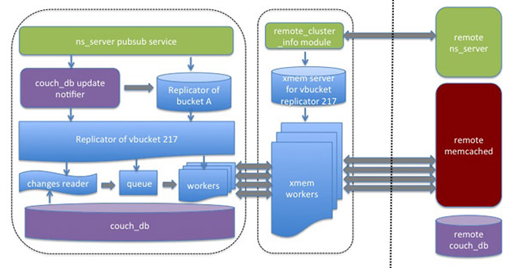 ns_server pubsub service
couch_db update
notifier
Replicator of
bucket A
Replicator of vbucket 217
changes reader
queue
workers
couch_db
remote_cluster
_info module
xmem server
for vbucket
replicator 217
xmem
workers
remote
ns_server
remote
memcached
remote
couch_db